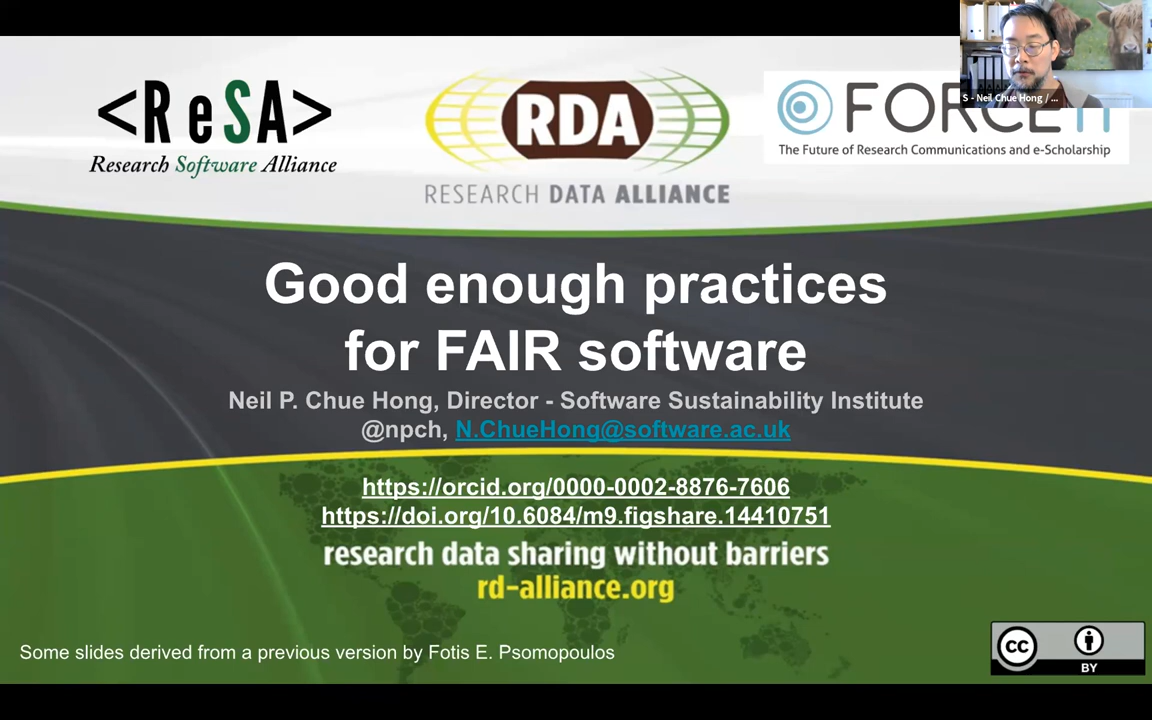 <ReSA>
Research Software Alliance
RDA
RESEARCH DATA ALLIANCE
FORCE11
The Future of Research Communications and e-Scholarship
S - Neil Chue Hong / ...
Good enough practices
for FAIR software
Neil P. Chue Hong, Director - Software Sustainability Institute
@npch, N.ChueHong@software.ac.uk
https://orcid.org/0000-0002-8876-7606
https://doi.org/10.6084/m9.figshare.14410751
research data sharing without barriers
rd-alliance.org
Some slides derived from a previous version by Fotis E. Psomopoulos
CC
BY